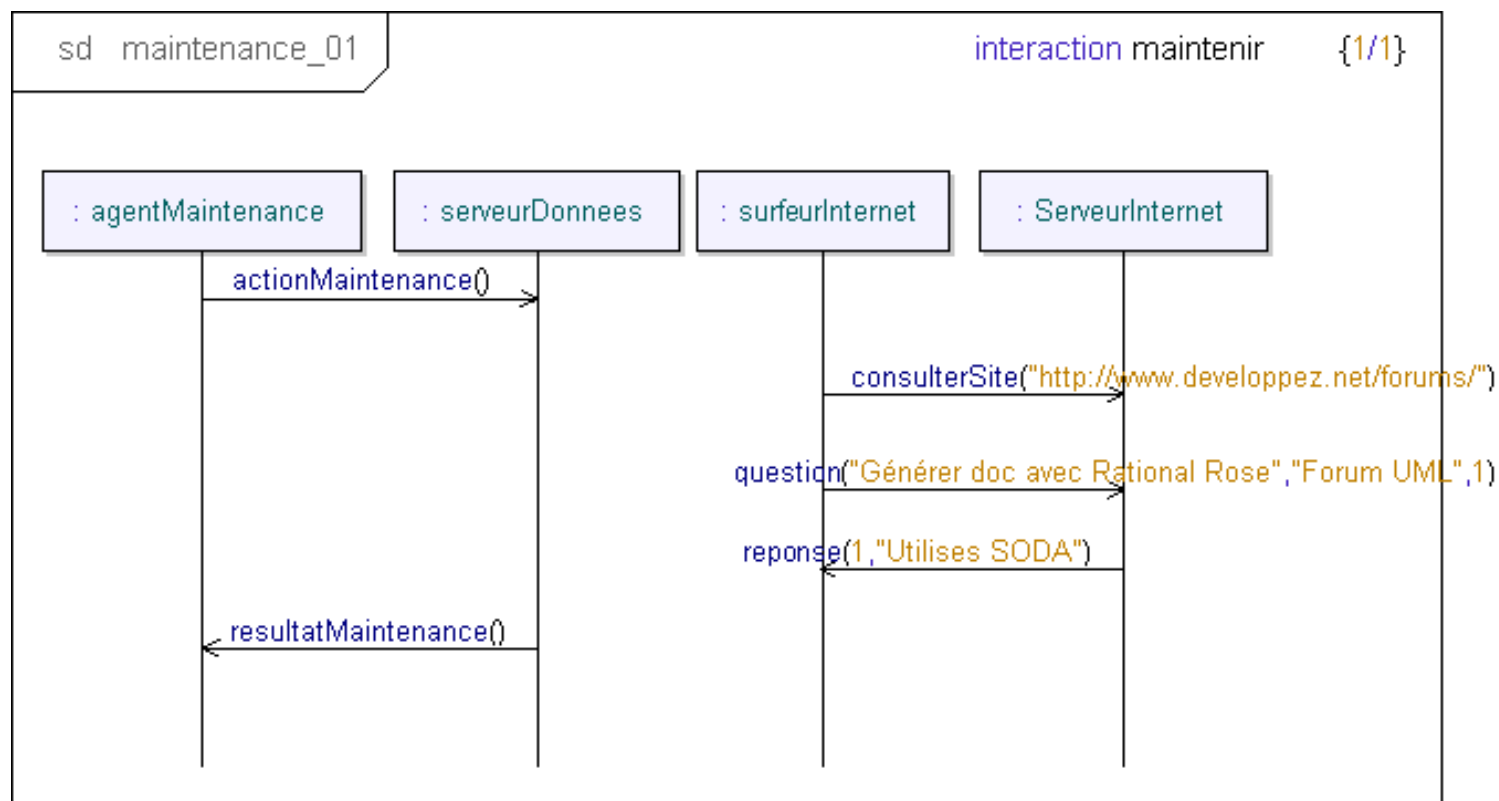 sd maintenance_01
interaction maintenir {1/1}
: agentMaintenance
: serveurDonnees
: surfeurInternet
: ServeurInternet
actionMaintenance()
consulterSite("http://www.developpez.net/forums/")
question("Générer doc avec Rational Rose","Forum UML",1)
reponse(1,"Utilises SODA")
resultatMaintenance()